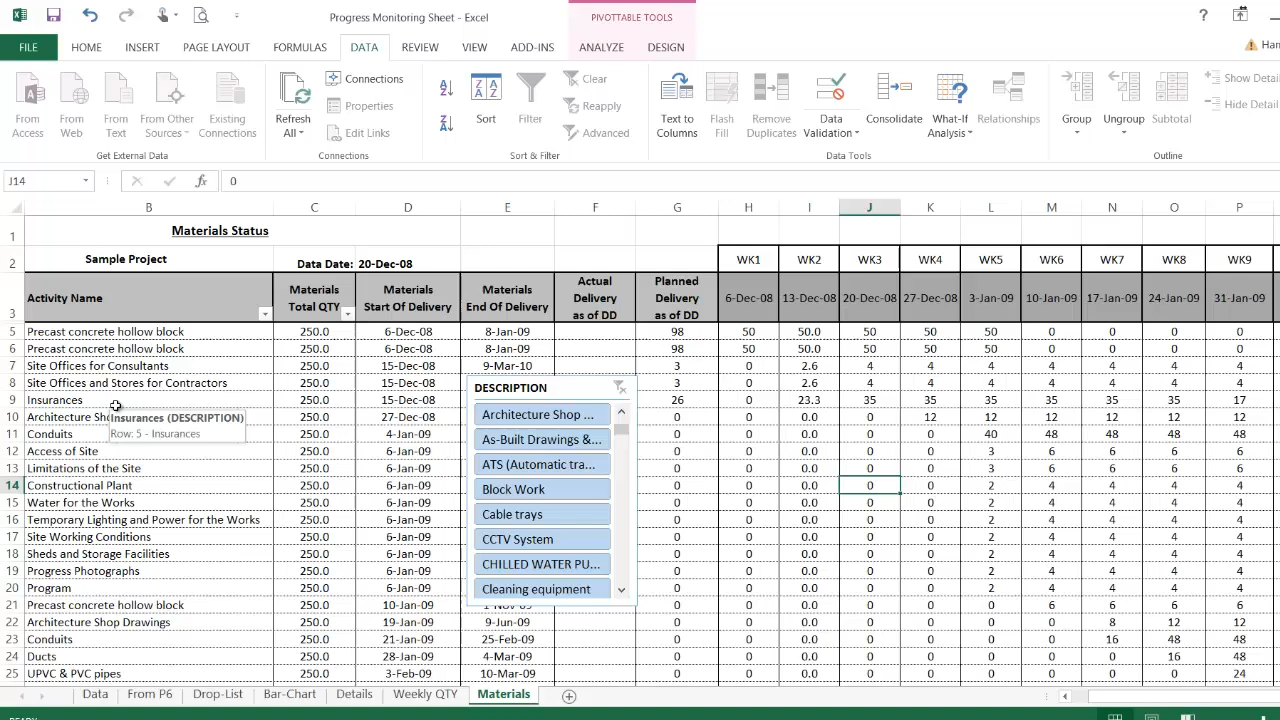 Progress Monitoring Sheet - Excel
PIVOTTABLE TOOLS
?
FILE HOME INSERT PAGE LAYOUT FORMULAS DATA REVIEW VIEW ADD-INS ANALYZE DESIGN
From Access
From Web
From Text
From Other Sources
Existing Connections
Get External Data
Refresh All
Connections
Properties
Edit Links
Connections
Sort
Filter
Clear
Reapply
Advanced
Sort & Filter
Text to Columns
Flash Fill
Remove Duplicates
Data Validation
Consolidate
What-If Analysis
Relationships
Data Tools
Group
Ungroup
Subtotal
Outline
J14 fx 0
B C D E F G H I J K L M N O P
1 Materials Status
2 Sample Project Data Date: 20-Dec-08 WK1 WK2 WK3 WK4 WK5 WK6 WK7 WK8 WK9
3 Activity Name Materials Total QTY Materials Start Of Delivery Materials End Of Delivery Actual Delivery as of DD Planned Delivery as of DD 6-Dec-08 13-Dec-08 20-Dec-08 27-Dec-08 3-Jan-09 10-Jan-09 17-Jan-09 24-Jan-09 31-Jan-09
5 Precast concrete hollow block 250.0 6-Dec-08 8-Jan-09 98 50 50.0 50 50 50 0 0 0 0
6 Precast concrete hollow block 250.0 6-Dec-08 8-Jan-09 98 50 50.0 50 50 50 0 0 0 0
7 Site Offices for Consultants 250.0 15-Dec-08 9-Mar-10 3 0 2.6 4 4 4 4 4 4 4
8 Site Offices and Stores for Contractors 250.0 15-Dec-08 3 0 2.6 4 4 4 4 4 4 4
9 Insurances 250.0 15-Dec-08 26 0 23.3 35 35 35 35 35 35 17
10 Architecture Sho 250.0 27-Dec-08 0 0 0.0 0 12 12 12 12 12 12
11 Conduits 250.0 4-Jan-09 0 0 0.0 0 0 40 48 48 48 48
12 Access of Site 250.0 6-Jan-09 0 0 0.0 0 0 3 6 6 6 6
13 Limitations of the Site 250.0 6-Jan-09 0 0 0.0 0 0 3 6 6 6 6
14 Constructional Plant 250.0 6-Jan-09 0 0 0.0 0 0 2 4 4 4 4
15 Water for the Works 250.0 6-Jan-09 0 0 0.0 0 0 2 4 4 4 4
16 Temporary Lighting and Power for the Works 250.0 6-Jan-09 0 0 0.0 0 0 2 4 4 4 4
17 Site Working Conditions 250.0 6-Jan-09 0 0 0.0 0 0 2 4 4 4 4
18 Sheds and Storage Facilities 250.0 6-Jan-09 0 0 0.0 0 0 2 4 4 4 4
19 Progress Photographs 250.0 6-Jan-09 0 0 0.0 0 0 2 4 4 4 4
20 Program 250.0 6-Jan-09 0 0 0.0 0 0 2 4 4 4 4
21 Precast concrete hollow block 250.0 10-Jan-09 0 0 0.0 0 0 0 6 6 6 6
22 Architecture Shop Drawings 250.0 19-Jan-09 9-Jun-09 0 0 0.0 0 0 0 0 8 12 12
23 Conduits 250.0 21-Jan-09 25-Feb-09 0 0 0.0 0 0 0 0 16 48 48
24 Ducts 250.0 28-Jan-09 4-Mar-09 0 0 0.0 0 0 0 0 0 16 48
25 UPVC & PVC pipes 250.0 3-Feb-09 10-Mar-09 0 0 0.0 0 0 0 0 0 0 24
Insurances (DESCRIPTION)
Row: 5 - Insurances
DESCRIPTION
Architecture Shop ...
As-Built Drawings &...
ATS (Automatic tra...
Block Work
Cable trays
CCTV System
CHILLED WATER PU...
Cleaning equipment
Data From P6 Drop-List Bar-Chart Details Weekly QTY Materials